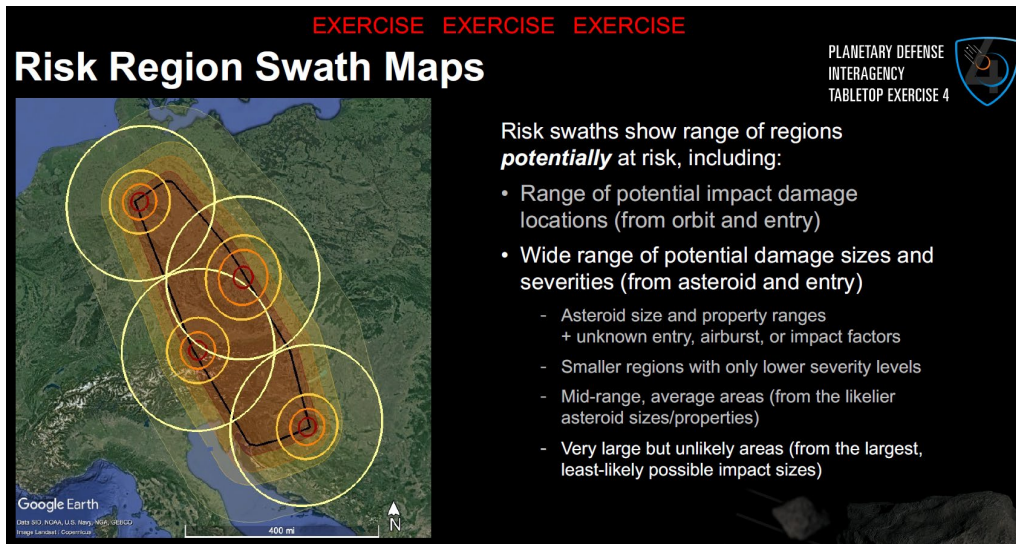 EXERCISE EXERCISE EXERCISE
Risk Region Swath Maps
PLANETARY DEFENSE
INTERAGENCY
TABLETOP EXERCISE 4
4
Risk swaths show range of regions
potentially at risk, including:
• Range of potential impact damage
locations (from orbit and entry)
• Wide range of potential damage sizes and
severities (from asteroid and entry)
- Asteroid size and property ranges
+ unknown entry, airburst, or impact factors
- Smaller regions with only lower severity levels
- Mid-range, average areas (from the likelier
asteroid sizes/properties)
- Very large but unlikely areas (from the largest,
least-likely possible impact sizes)
Google Earth
Data SIO, NOAA, U.S. Navy, NGA, GEBCO
Image Landsat / Copernicus
400 mi
N